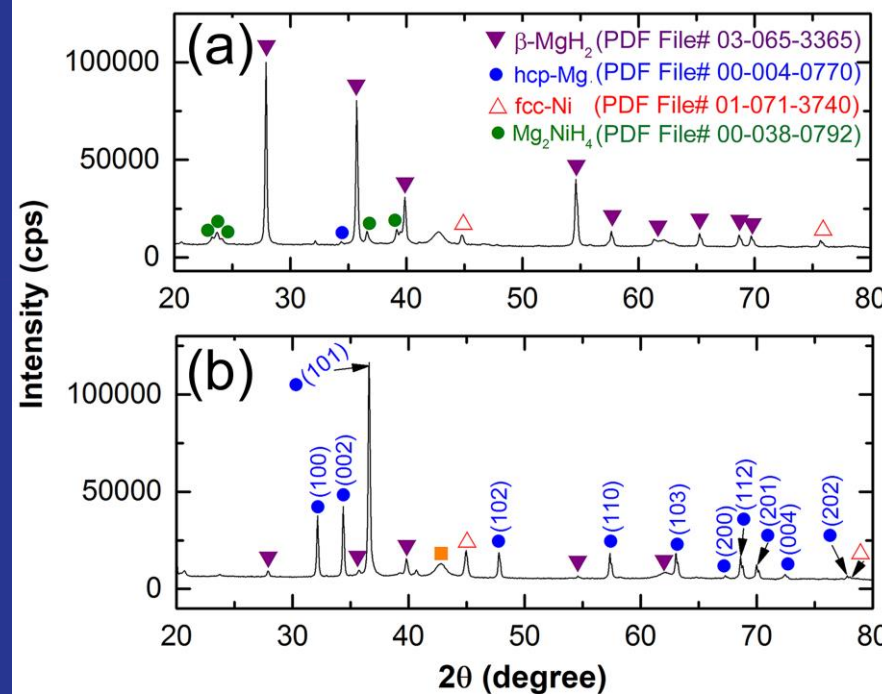 (a)
▼ β-MgH₂ (PDF File# 03-065-3365)
● hcp-Mg. (PDF File# 00-004-0770)
△ fcc-Ni (PDF File# 01-071-3740)
● Mg₂NiH₄ (PDF File# 00-038-0792)
100000
50000
0
20 30 40 50 60 70 80
Intensity (cps)
(b)
(101)
(100)
(002)
(102)
(110)
(103)
(200)
(112)
(201)
(004)
(202)
100000
50000
0
20 30 40 50 60 70 80
2θ (degree)